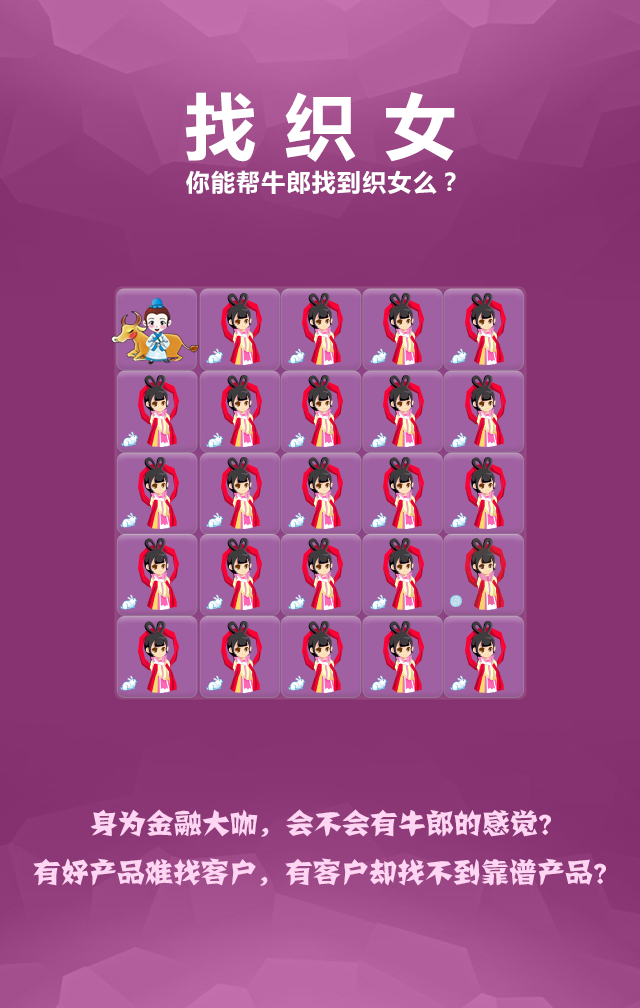 找织女
你能帮牛郎找到织女么？
身为金融大咖，会不会有牛郎的感觉?
有好产品难找客户，有客户却找不到靠谱产品?